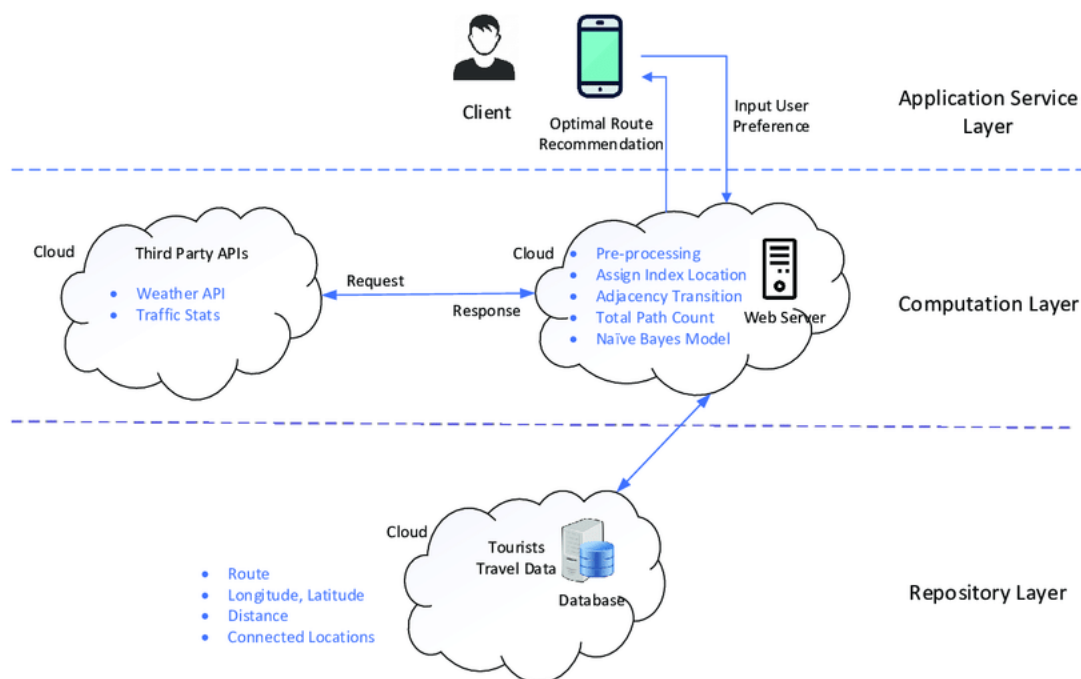 Client
Optimal Route
Recommendation
Input User
Preference
Application Service
Layer
Cloud
Third Party APIs
• Weather API
• Traffic Stats
Request
Response
Cloud
• Pre-processing
• Assign Index Location
• Adjacency Transition
• Total Path Count
• Naïve Bayes Model
Web Server
Computation Layer
Cloud
Tourists
Travel Data
Database
• Route
• Longitude, Latitude
• Distance
• Connected Locations
Repository Layer